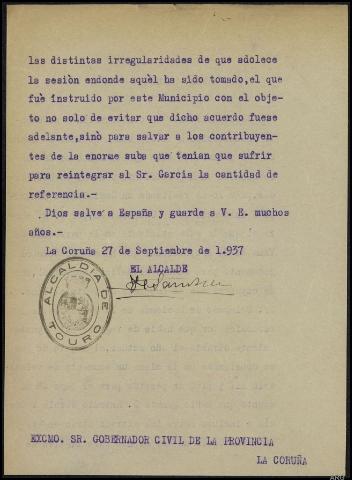 las distintas irregularidades de que adolece
la sesión endonde aquèl ha sido tomado,el que
fuè instruido por este Municipio con el obje-
to no solo de evitar que dicho acuerdo fuese
adelante,sinò para salvar a los contribuyen-
tes de la enorme suba que tenian que sufrir
para reintegrar al Sr. Garcia la cantidad de
referencia.-
Dios salve a España y guarde a V. E. muchos
años.-
La Coruña 27 de Septiembre de 1.937
EL ALCALDE
ALCALDIA DE
TOURO
EXCMO. SR. GOBERNADOR CIVIL DE LA PROVINCIA
LA CORUÑA